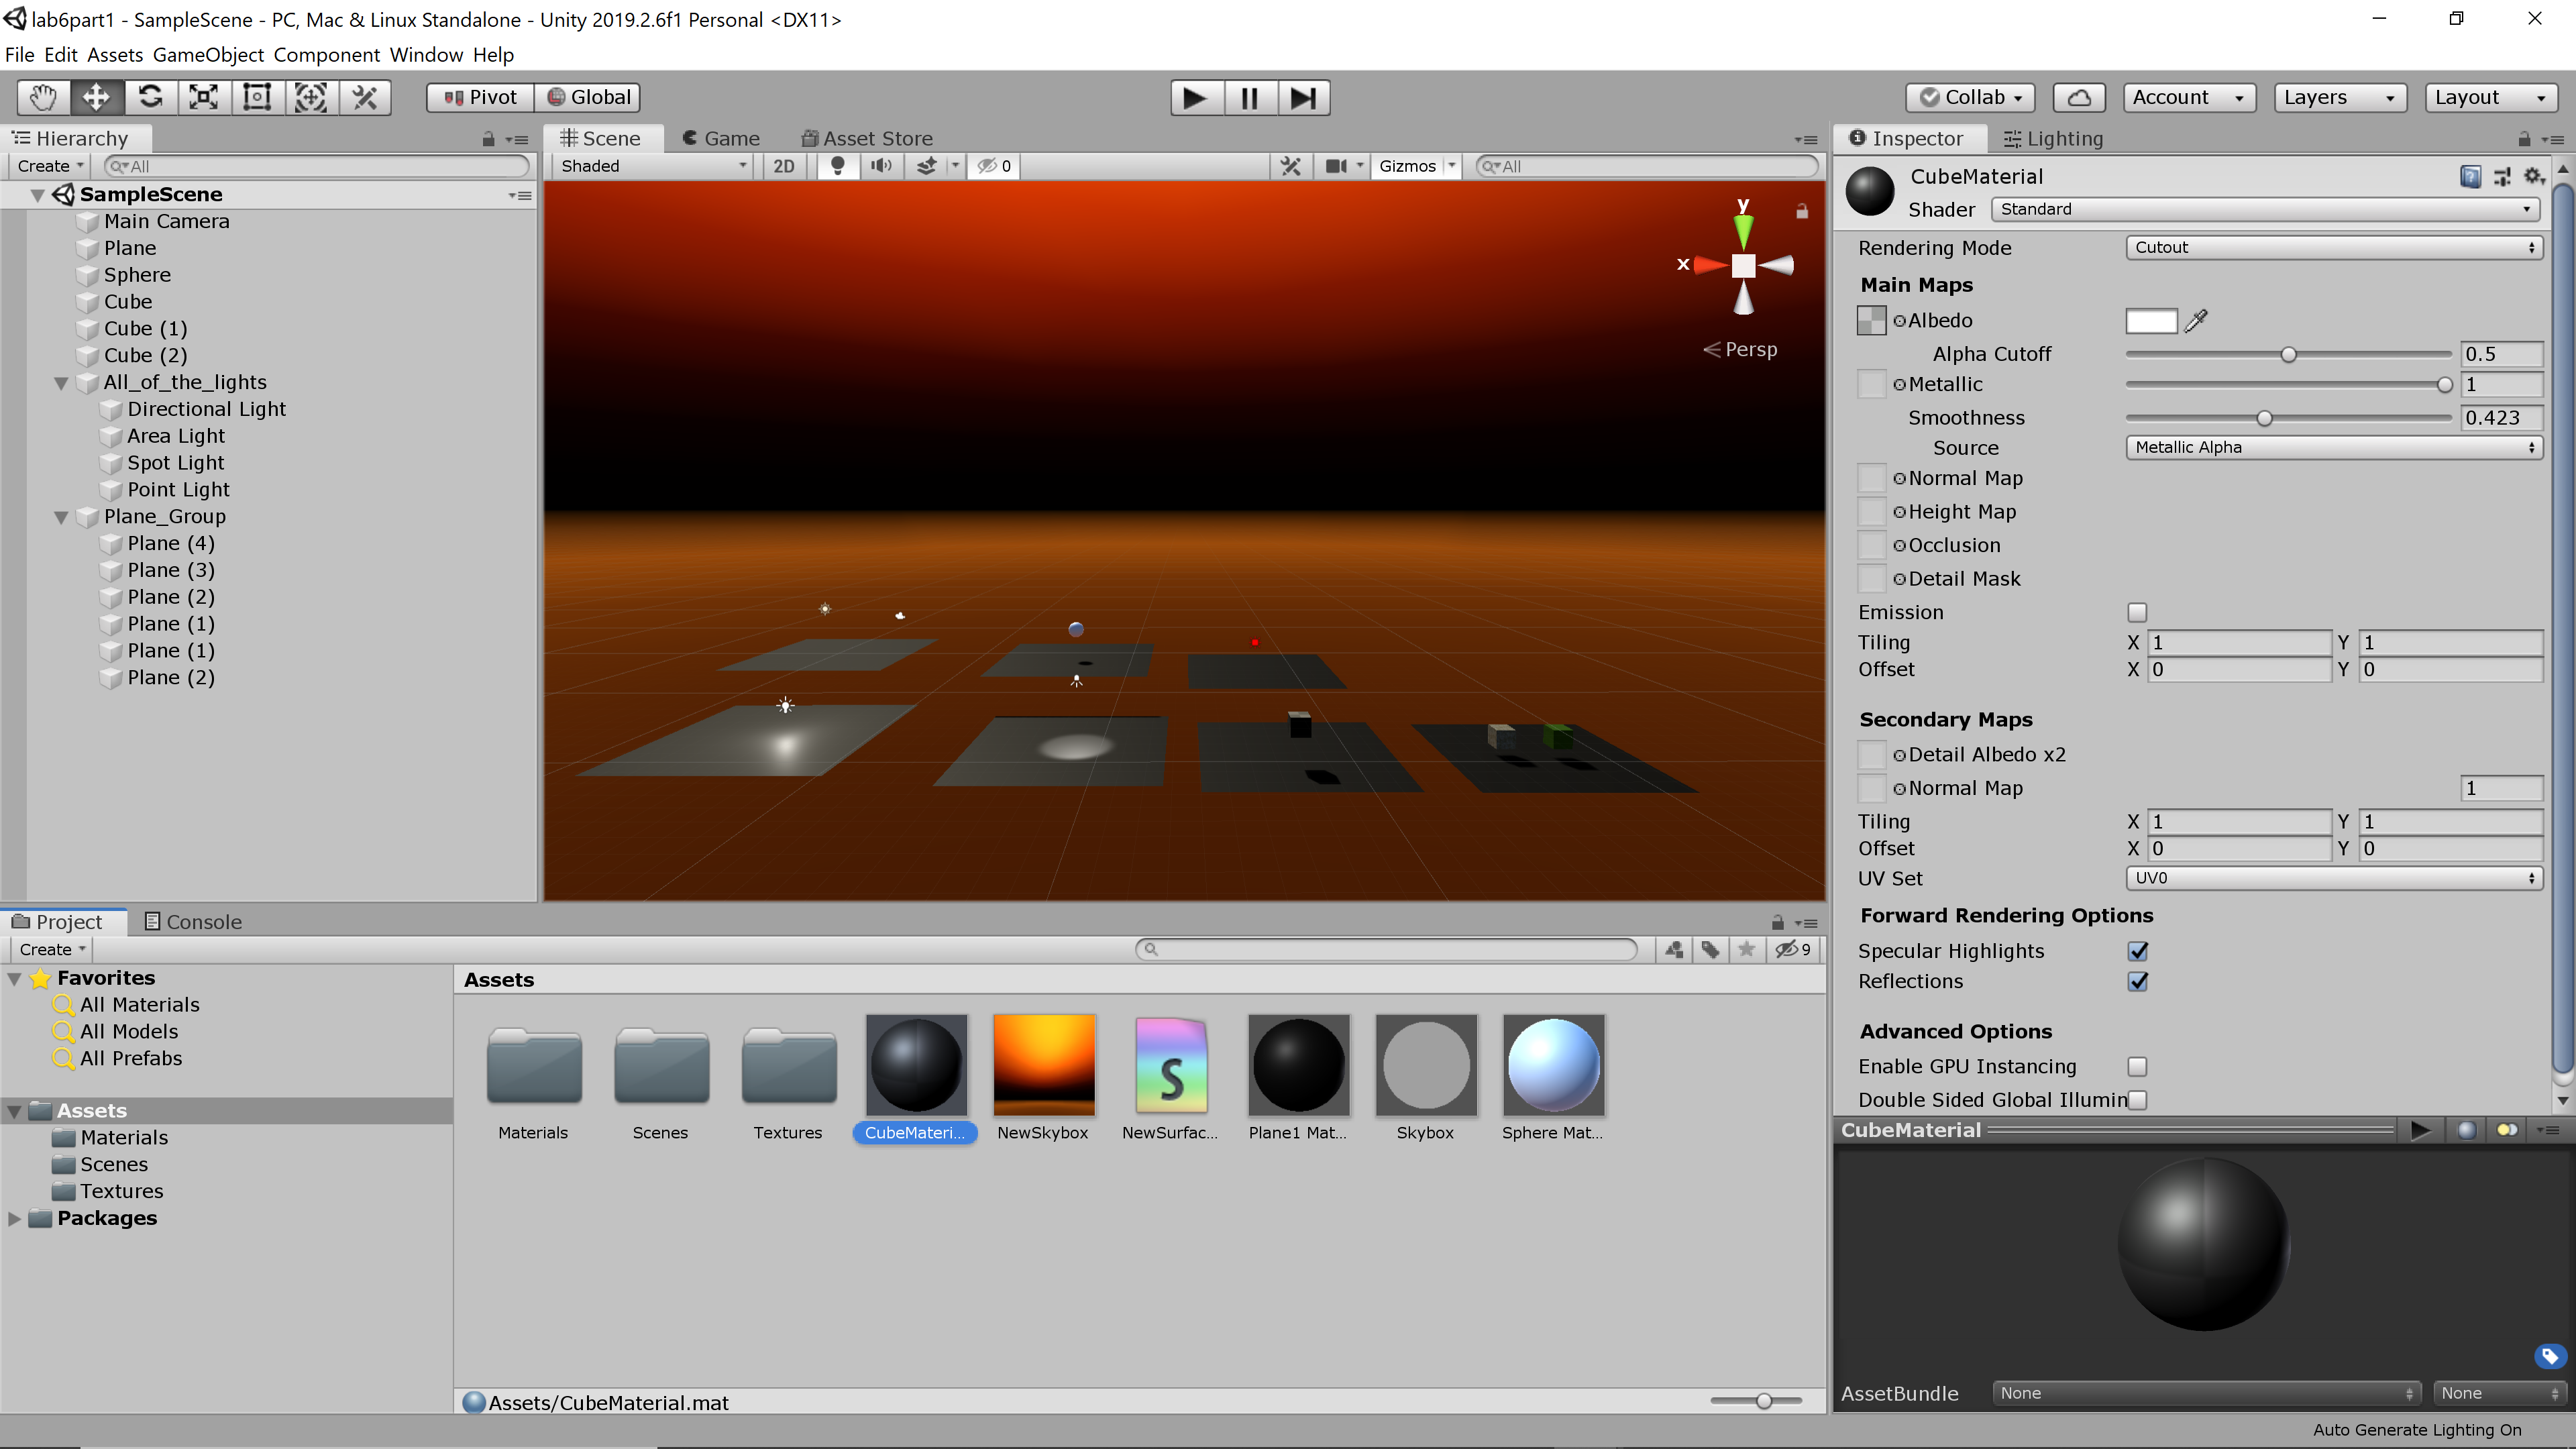 lab6part1 - SampleScene - PC, Mac & Linux Standalone - Unity 2019.2.6f1 Personal <DX11>
File Edit Assets GameObject Component Window Help
Pivot Global Collab Account Layers Layout
Hierarchy
Create All
SampleScene
Main Camera
Plane
Sphere
Cube
Cube (1)
Cube (2)
All_of_the_lights
Directional Light
Area Light
Spot Light
Point Light
Plane_Group
Plane (4)
Plane (3)
Plane (2)
Plane (1)
Plane (1)
Plane (2)
Scene Game Asset Store
Shaded 2D 0 Gizmos All
y
x
Persp
Inspector Lighting
CubeMaterial
Shader Standard
Rendering Mode Cutout
Main Maps
Albedo
Alpha Cutoff 0.5
Metallic 1
Smoothness 0.423
Source Metallic Alpha
Normal Map
Height Map
Occlusion
Detail Mask
Emission
Tiling X 1 Y 1
Offset X 0 Y 0
Secondary Maps
Detail Albedo x2
Normal Map 1
Tiling X 1 Y 1
Offset X 0 Y 0
UV Set UV0
Forward Rendering Options
Specular Highlights
Reflections
Advanced Options
Enable GPU Instancing
Double Sided Global Illumin
CubeMaterial
AssetBundle None None
Project Console
Create 9
Favorites
All Materials
All Models
All Prefabs
Assets
Materials
Scenes
Textures
Packages
Assets
S
Materials Scenes Textures CubeMateri... NewSkybox NewSurfac... Plane1 Mat... Skybox Sphere Mat...
Assets/CubeMaterial.mat
Auto Generate Lighting On